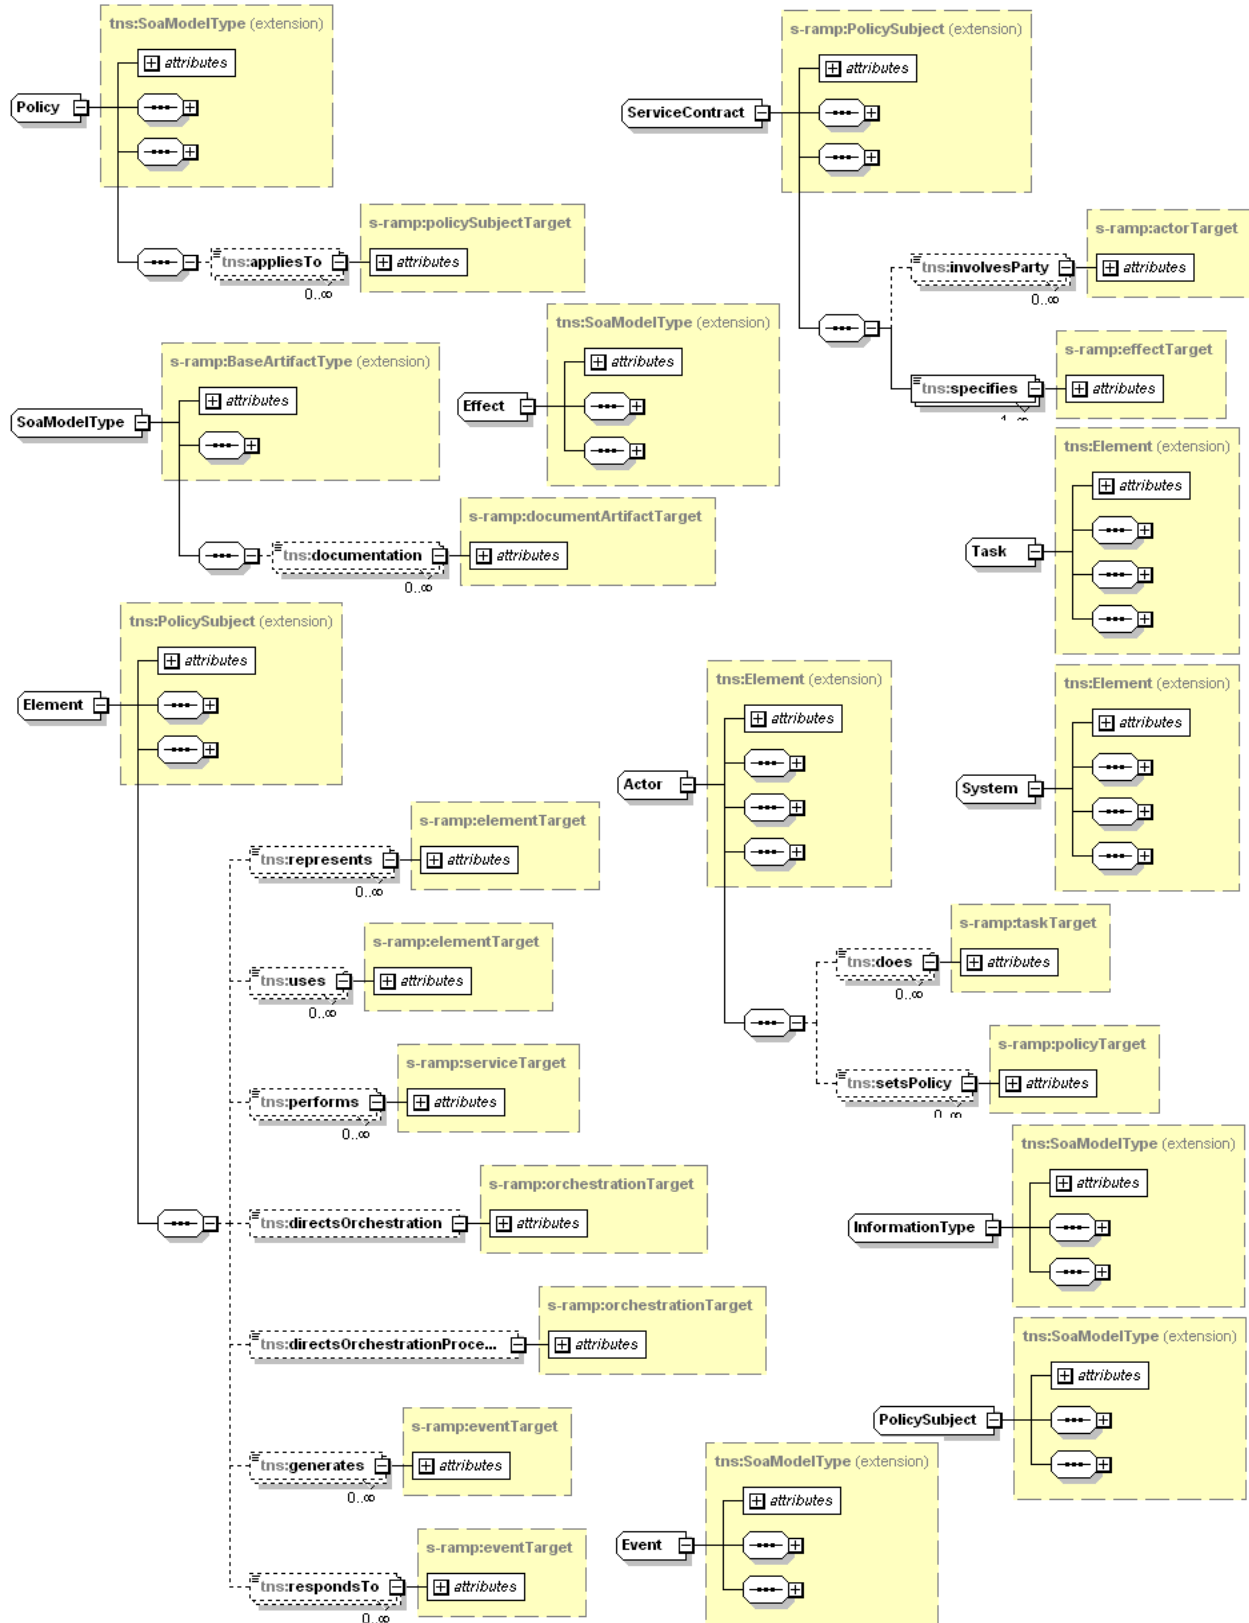 tns:SoaModelType (extension)
attributes
Policy
s-ramp:policySubjectTarget
tns:appliesTo
attributes
0..∞
s-ramp:PolicySubject (extension)
attributes
ServiceContract
s-ramp:actorTarget
tns:involvesParty
attributes
0..∞
s-ramp:effectTarget
tns:specifies
attributes
1..∞
s-ramp:BaseArtifactType (extension)
attributes
SoaModelType
s-ramp:documentArtifactTarget
tns:documentation
attributes
0..∞
tns:SoaModelType (extension)
attributes
Effect
tns:Element (extension)
attributes
Task
tns:PolicySubject (extension)
attributes
Element
s-ramp:elementTarget
tns:represents
attributes
0..∞
s-ramp:elementTarget
tns:uses
attributes
0..∞
s-ramp:serviceTarget
tns:performs
attributes
0..∞
s-ramp:orchestrationTarget
tns:directsOrchestration
attributes
s-ramp:orchestrationTarget
tns:directsOrchestrationProce...
attributes
s-ramp:eventTarget
tns:generates
attributes
0..∞
s-ramp:eventTarget
tns:respondsTo
attributes
0..∞
tns:Element (extension)
attributes
Actor
s-ramp:taskTarget
tns:does
attributes
0..∞
s-ramp:policyTarget
tns:setsPolicy
attributes
0..∞
tns:Element (extension)
attributes
System
tns:SoaModelType (extension)
attributes
InformationType
tns:SoaModelType (extension)
attributes
PolicySubject
tns:SoaModelType (extension)
attributes
Event